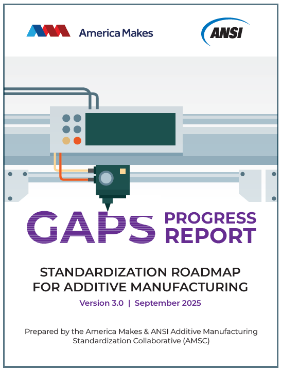 America Makes
ANSI
GAPS PROGRESS
REPORT
STANDARDIZATION ROADMAP
FOR ADDITIVE MANUFACTURING
Version 3.0 | September 2025
Prepared by the America Makes & ANSI Additive Manufacturing
Standardization Collaborative (AMSC)